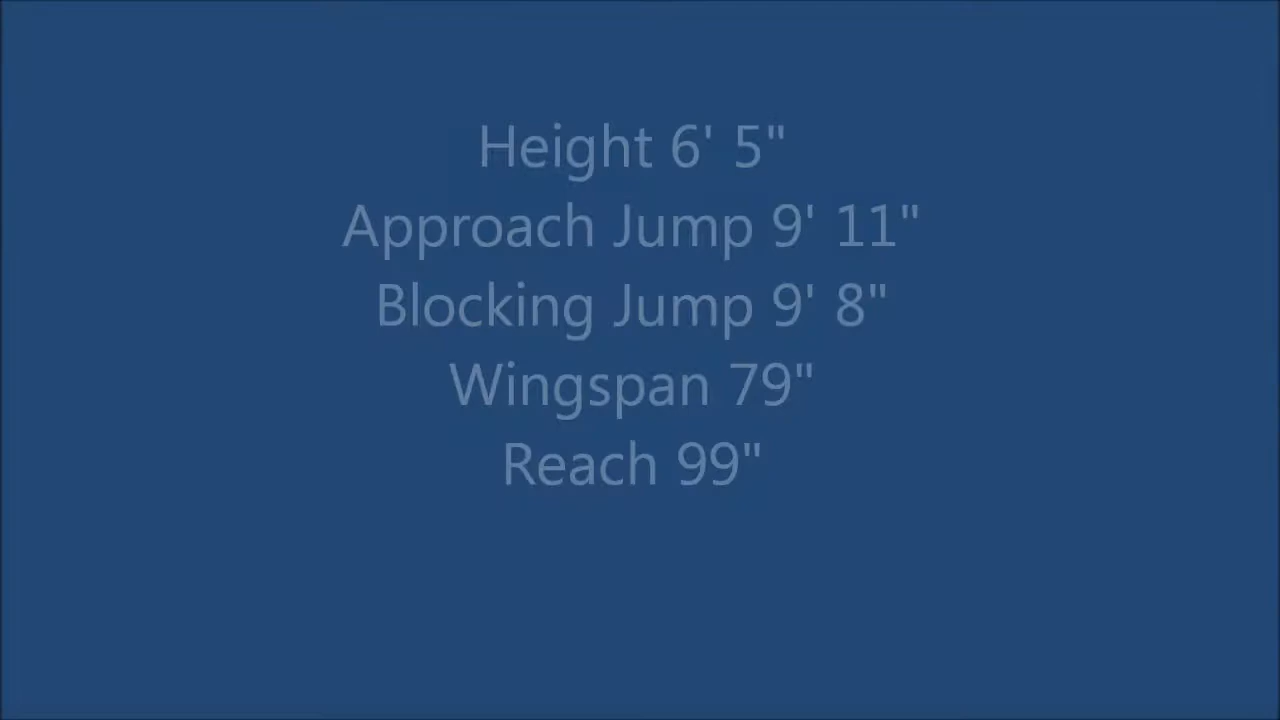 Height 6' 5"
Approach Jump 9' 11"
Blocking Jump 9' 8"
Wingspan 79"
Reach 99"